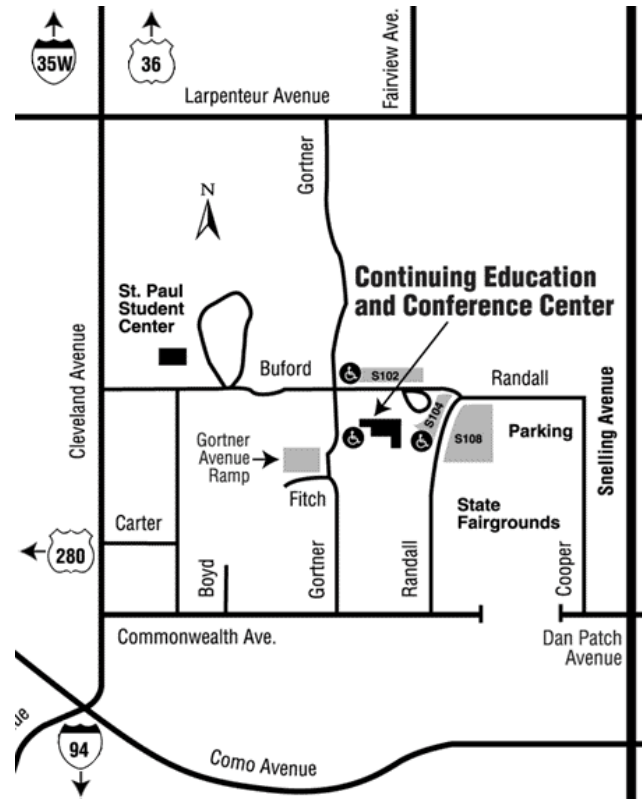 35W
36
Fairview Ave.
Larpenteur Avenue
Gortner
N
Continuing Education
and Conference Center
St. Paul
Student
Center
Cleveland Avenue
Buford
S102
Randall
Snelling Avenue
S104
S108
Parking
Gortner
Avenue
Ramp
Fitch
State
Fairgrounds
Carter
280
Boyd
Gortner
Randall
Cooper
Commonwealth Ave.
Dan Patch
Avenue
94
Como Avenue